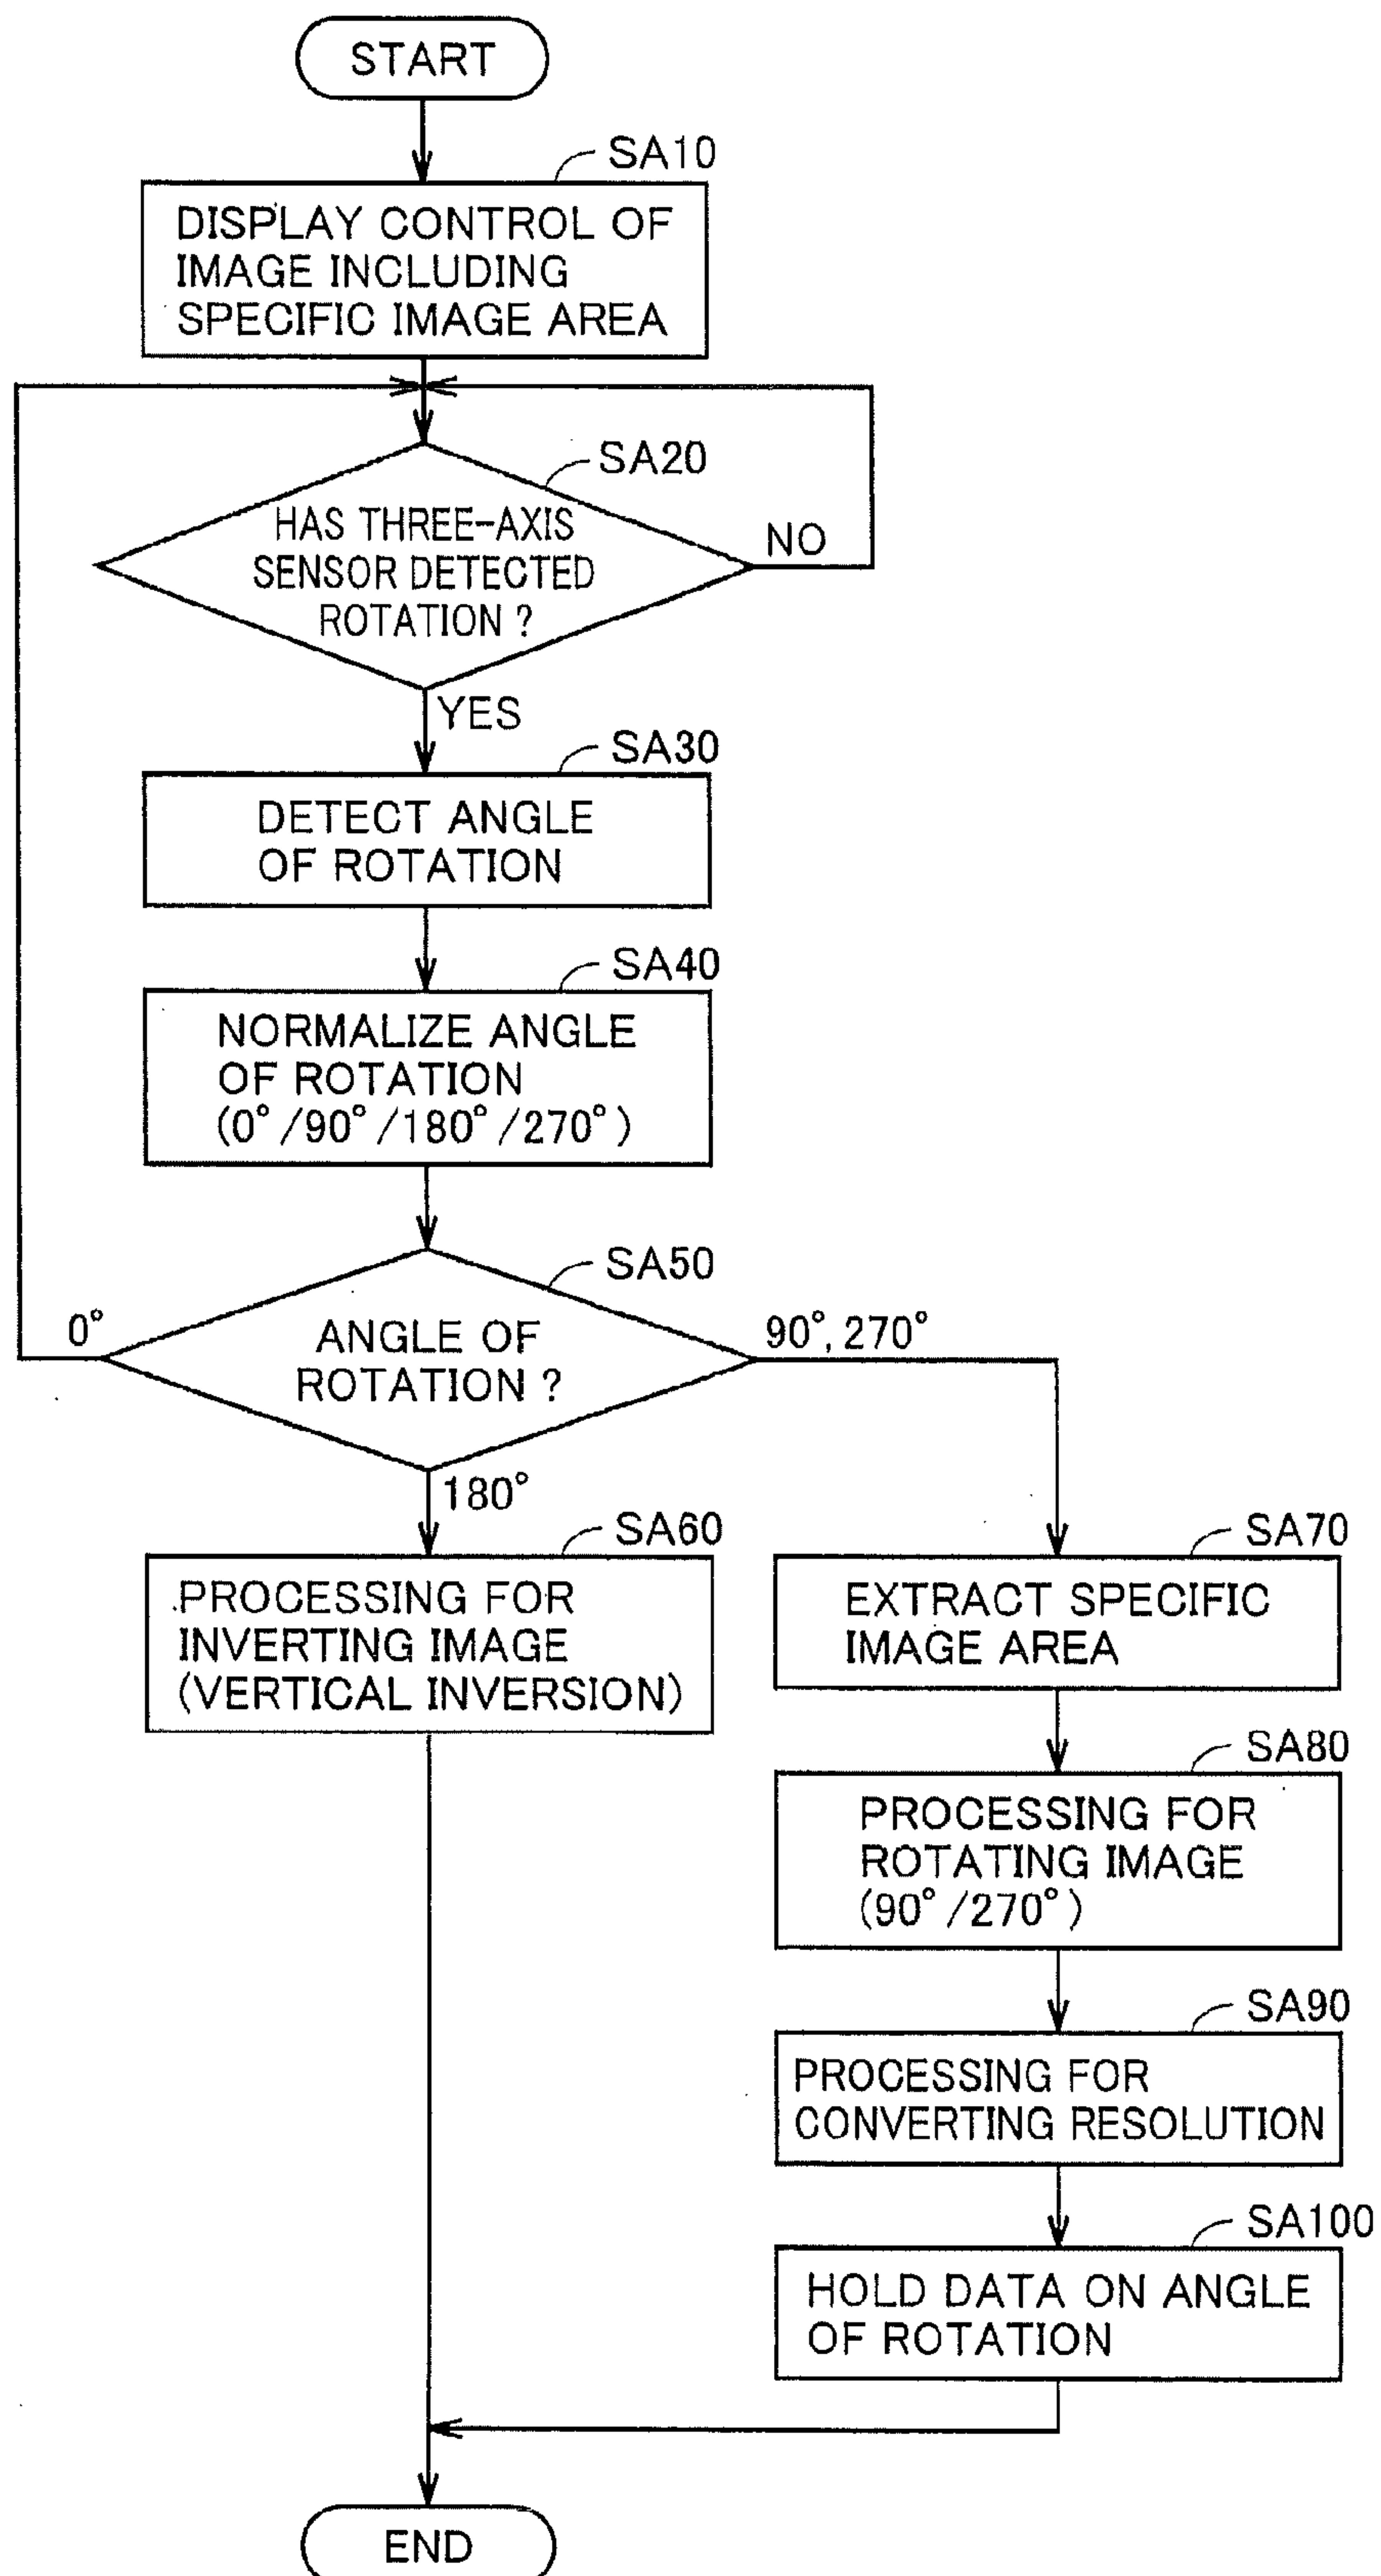 START
SA10
DISPLAY CONTROL OF
IMAGE INCLUDING
SPECIFIC IMAGE AREA
SA20
HAS THREE-AXIS
SENSOR DETECTED
ROTATION ?
NO
YES
SA30
DETECT ANGLE
OF ROTATION
SA40
NORMALIZE ANGLE
OF ROTATION
(0°/90°/180°/270°)
SA50
0°
ANGLE OF
ROTATION ?
90°, 270°
180°
SA60
PROCESSING FOR
INVERTING IMAGE
(VERTICAL INVERSION)
SA70
EXTRACT SPECIFIC
IMAGE AREA
SA80
PROCESSING FOR
ROTATING IMAGE
(90°/270°)
SA90
PROCESSING FOR
CONVERTING RESOLUTION
SA100
HOLD DATA ON ANGLE
OF ROTATION
END